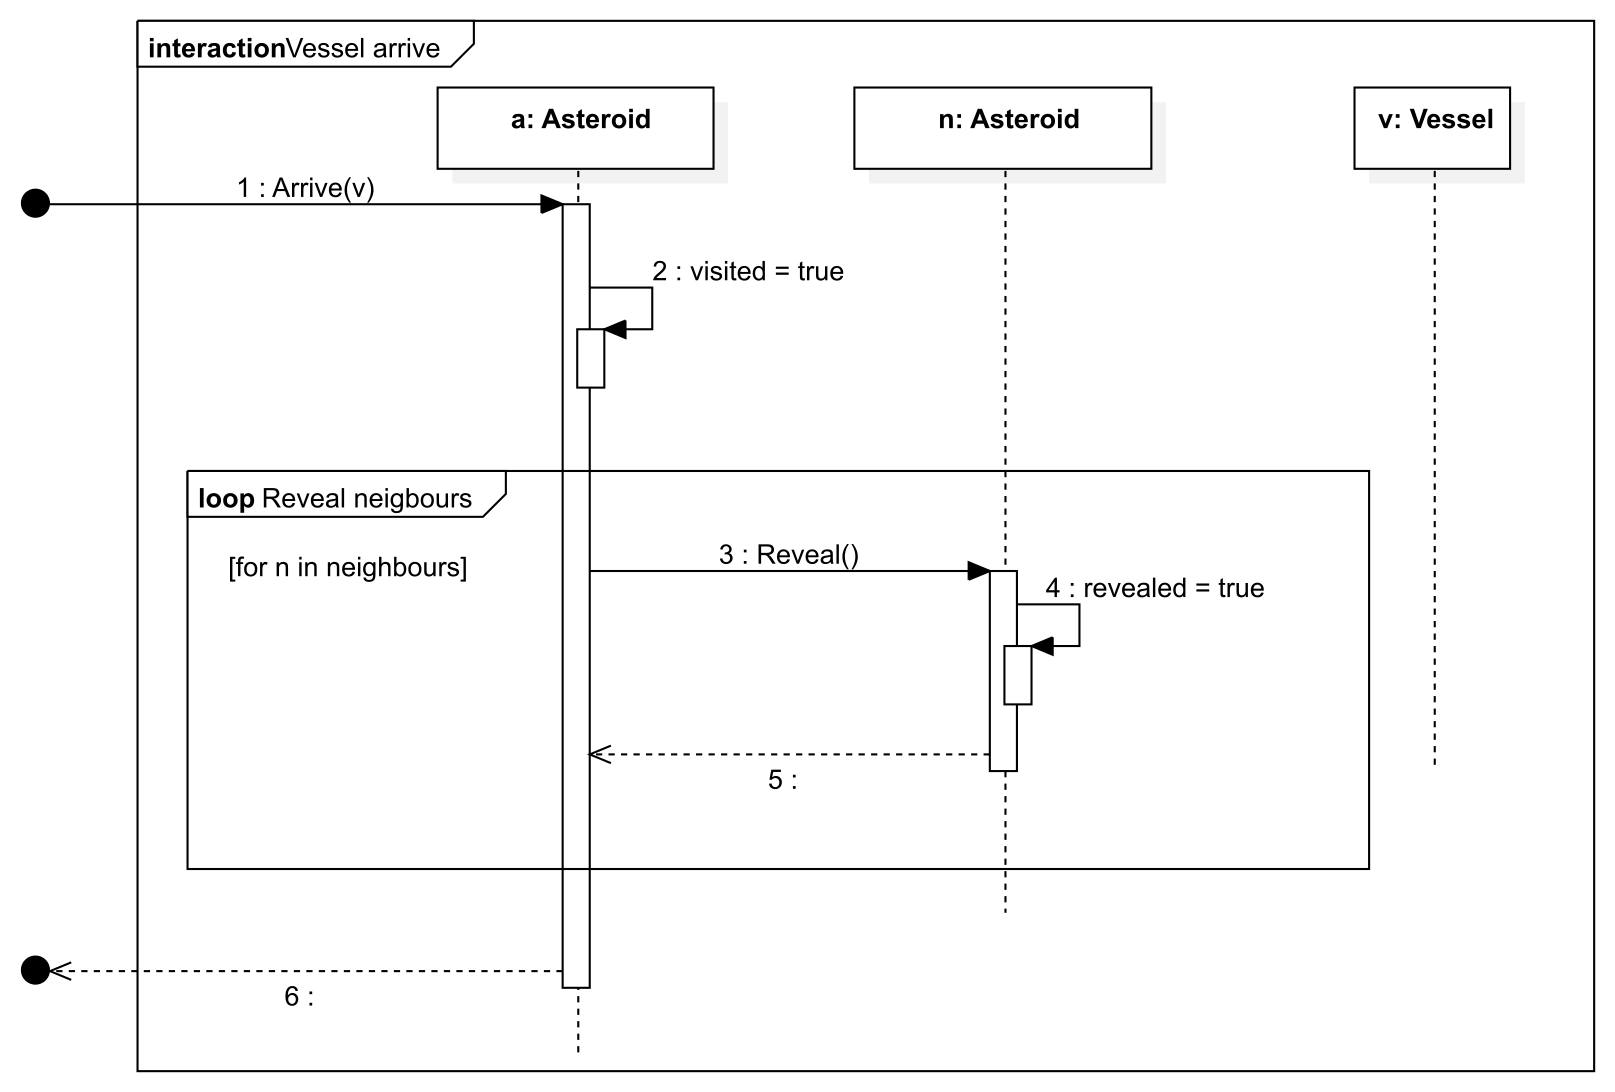 interactionVessel arrive
a: Asteroid
n: Asteroid
v: Vessel
1 : Arrive(v)
2 : visited = true
loop Reveal neigbours
[for n in neighbours]
3 : Reveal()
4 : revealed = true
5 :
6 :